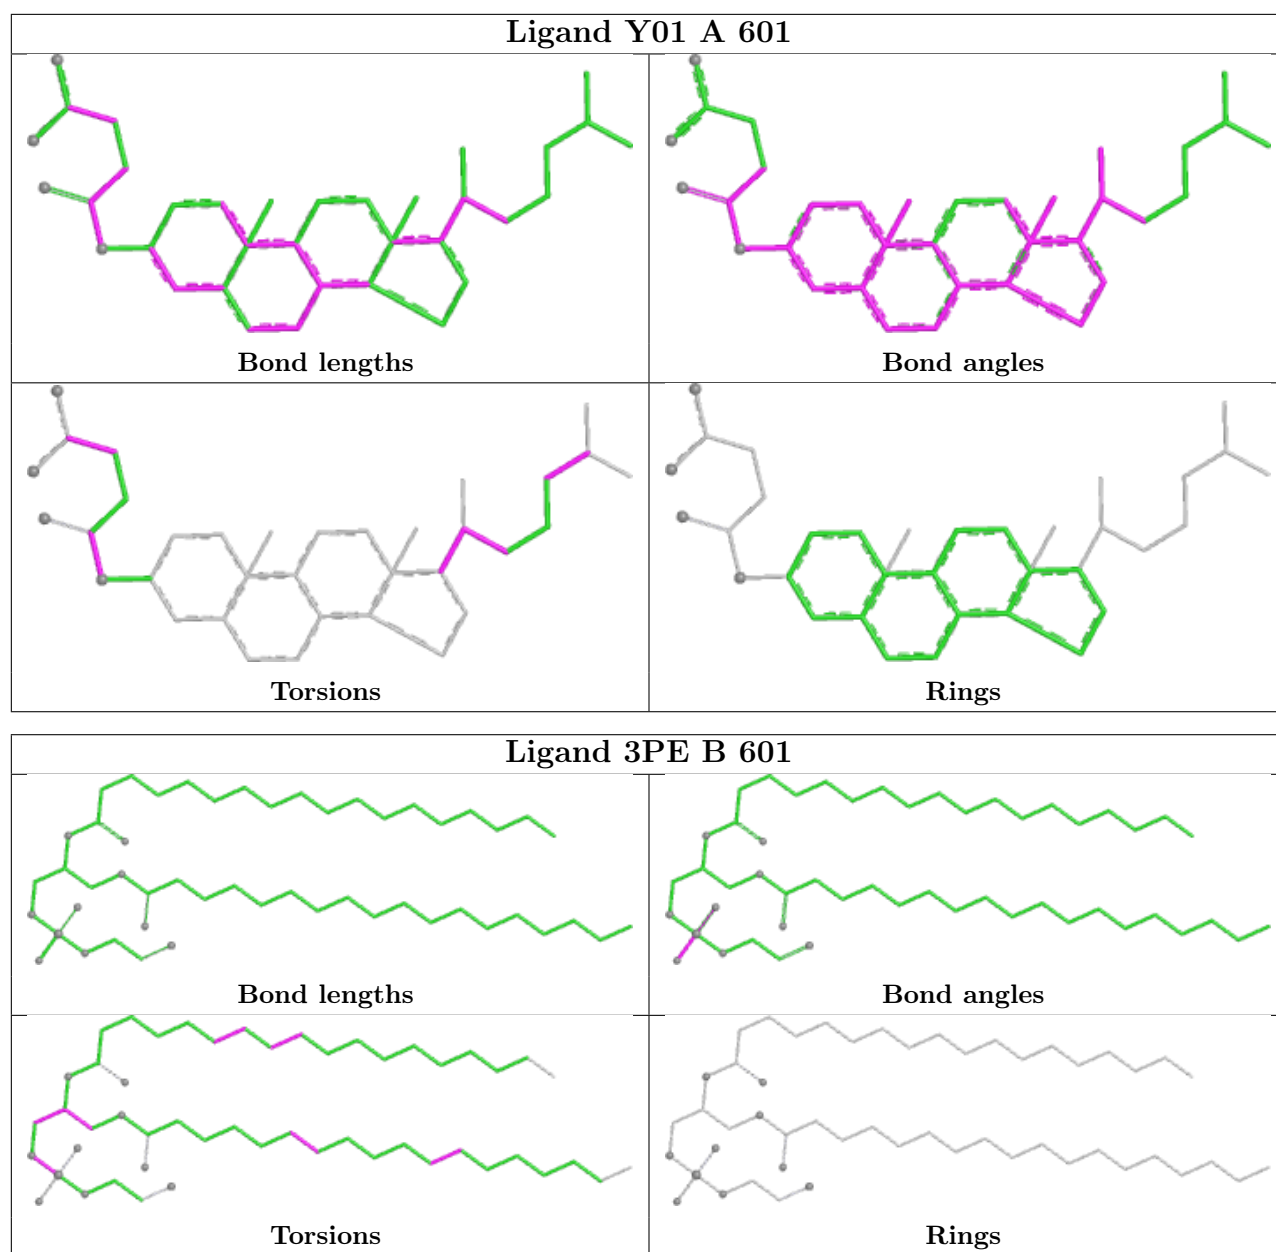 Ligand Y01 A 601
Bond lengths
Bond angles
Torsions
Rings
Ligand 3PE B 601
Bond lengths
Bond angles
Torsions
Rings